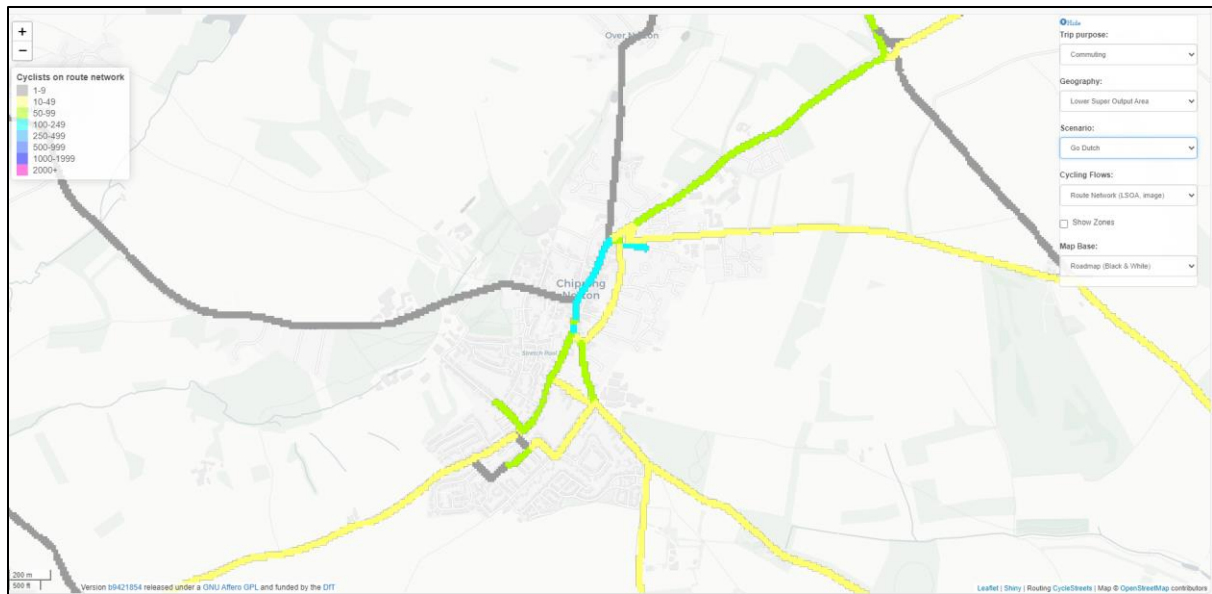 +
−
Cyclists on route network
1-9
10-49
50-99
100-249
250-499
500-999
1000-1999
2000+
Over Norton
Chipping
Norton
Hide
Trip purpose:
Commuting
Geography:
Lower Super Output Area
Scenario:
Go Dutch
Cycling Flows:
Route Network (LSOA, image)
Show Zones
Map Base:
Roadmap (Black & White)
200 m
500 ft
Version b9421854 released under a GNU Affero GPL and funded by the DfT
Leaflet | Shiny | Routing CycleStreets | Map © OpenStreetMap contributors